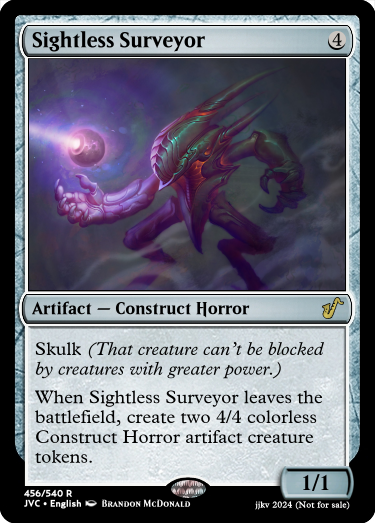 Sightless Surveyor 4
Artifact — Construct Horror
Skulk (That creature can't be blocked
by creatures with greater power.)
When Sightless Surveyor leaves the
battlefield, create two 4/4 colorless
Construct Horror artifact creature
tokens.
1/1
456/540 R
JVC • English Brandon McDonald
jjkv 2024 (Not for sale)